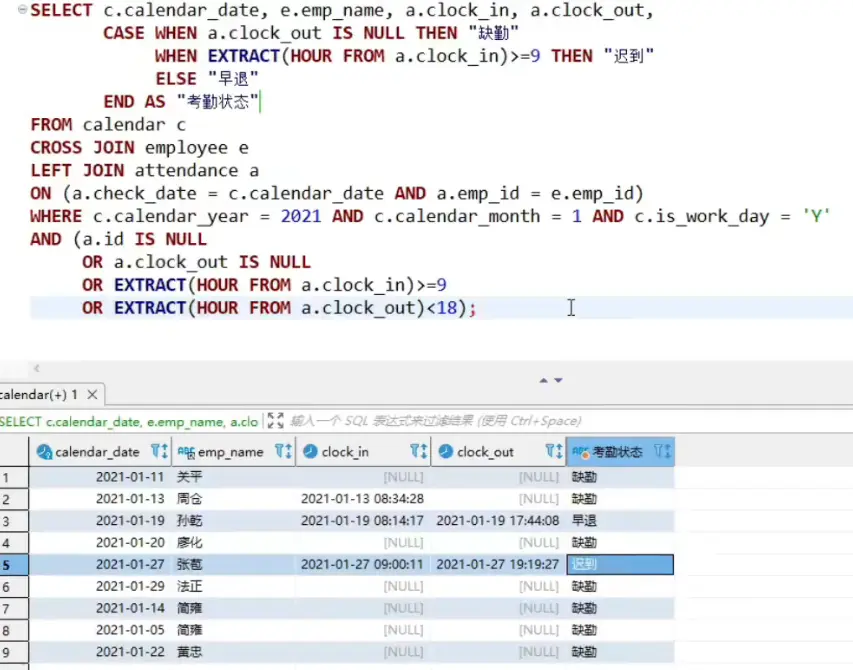 SELECT c.calendar_date, e.emp_name, a.clock_in, a.clock_out,
CASE WHEN a.clock_out IS NULL THEN "缺勤"
WHEN EXTRACT(HOUR FROM a.clock_in)>=9 THEN "迟到"
ELSE "早退"
END AS "考勤状态"
FROM calendar c
CROSS JOIN employee e
LEFT JOIN attendance a
ON (a.check_date = c.calendar_date AND a.emp_id = e.emp_id)
WHERE c.calendar_year = 2021 AND c.calendar_month = 1 AND c.is_work_day = 'Y'
AND (a.id IS NULL
OR a.clock_out IS NULL
OR EXTRACT(HOUR FROM a.clock_in)>=9
OR EXTRACT(HOUR FROM a.clock_out)<18);
calendar(+) 1
SELECT c.calendar_date, e.emp_name, a.clo 输入一个 SQL 表达式来过滤结果 (使用 Ctrl+Space)
calendar_date ABC emp_name clock_in clock_out ABC 考勤状态
1 2021-01-11 关平 [NULL] [NULL] 缺勤
2 2021-01-13 周仓 2021-01-13 08:34:28 [NULL] 缺勤
3 2021-01-19 孙乾 2021-01-19 08:14:17 2021-01-19 17:44:08 早退
4 2021-01-20 廖化 [NULL] [NULL] 缺勤
5 2021-01-27 张苞 2021-01-27 09:00:11 2021-01-27 19:19:27 迟到
6 2021-01-29 法正 [NULL] [NULL] 缺勤
7 2021-01-14 简雍 [NULL] [NULL] 缺勤
8 2021-01-05 简雍 [NULL] [NULL] 缺勤
9 2021-01-22 黄忠 [NULL] [NULL] 缺勤